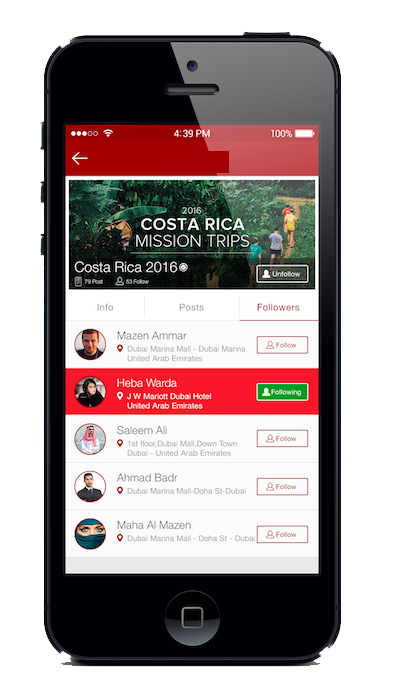 4:39 PM
100%
2016
COSTA RICA
MISSION TRIPS
Costa Rica 2016
79 Post
53 Follow
Unfollow
Info
Posts
Followers
Mazen Ammar
Dubai Marina Mall - Dubai Marina
United Arab Emirates
Follow
Heba Warda
J W Mariott Dubai Hotel
United Arab Emirates
Following
Saleem Ali
1st floor,Dubai Mall,Down Town
Dubai - United Arab Emirates
Follow
Ahmad Badr
Dubai Marina Mall-Doha St-Dubai
Follow
Maha Al Mazen
Dubai Marina Mall - Doha St - Dubai
Follow